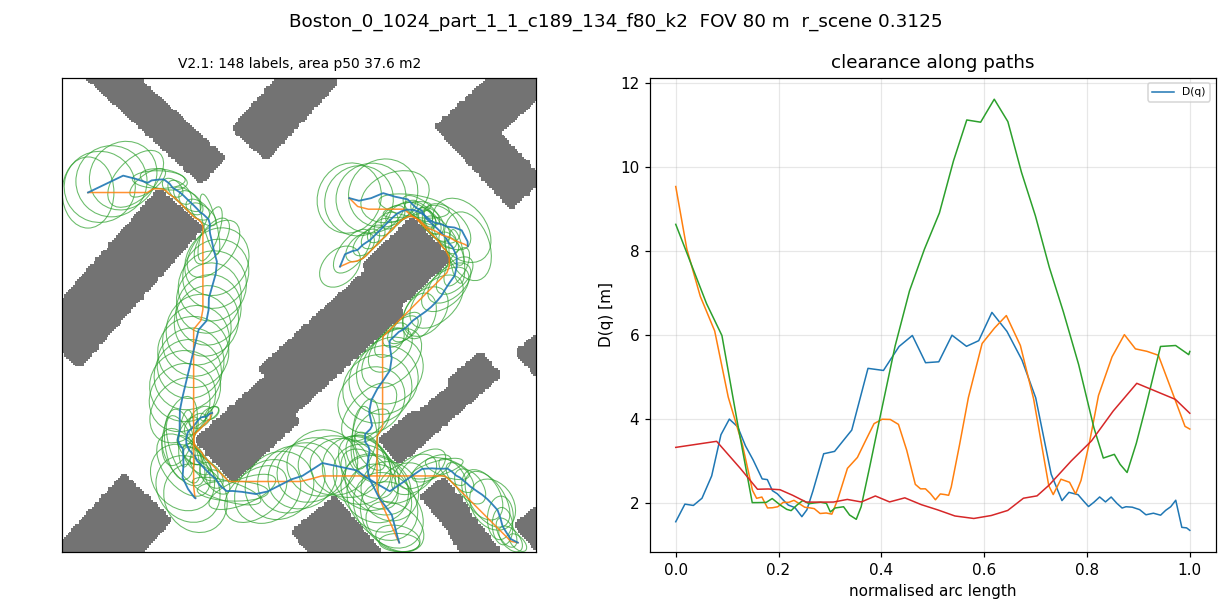 Boston_0_1024_part_1_1_c189_134_f80_k2 FOV 80 m r_scene 0.3125
V2.1: 148 labels, area p50 37.6 m2
clearance along paths
D(q)
12
10
8
6
4
2
D(q) [m]
0.0 0.2 0.4 0.6 0.8 1.0
normalised arc length